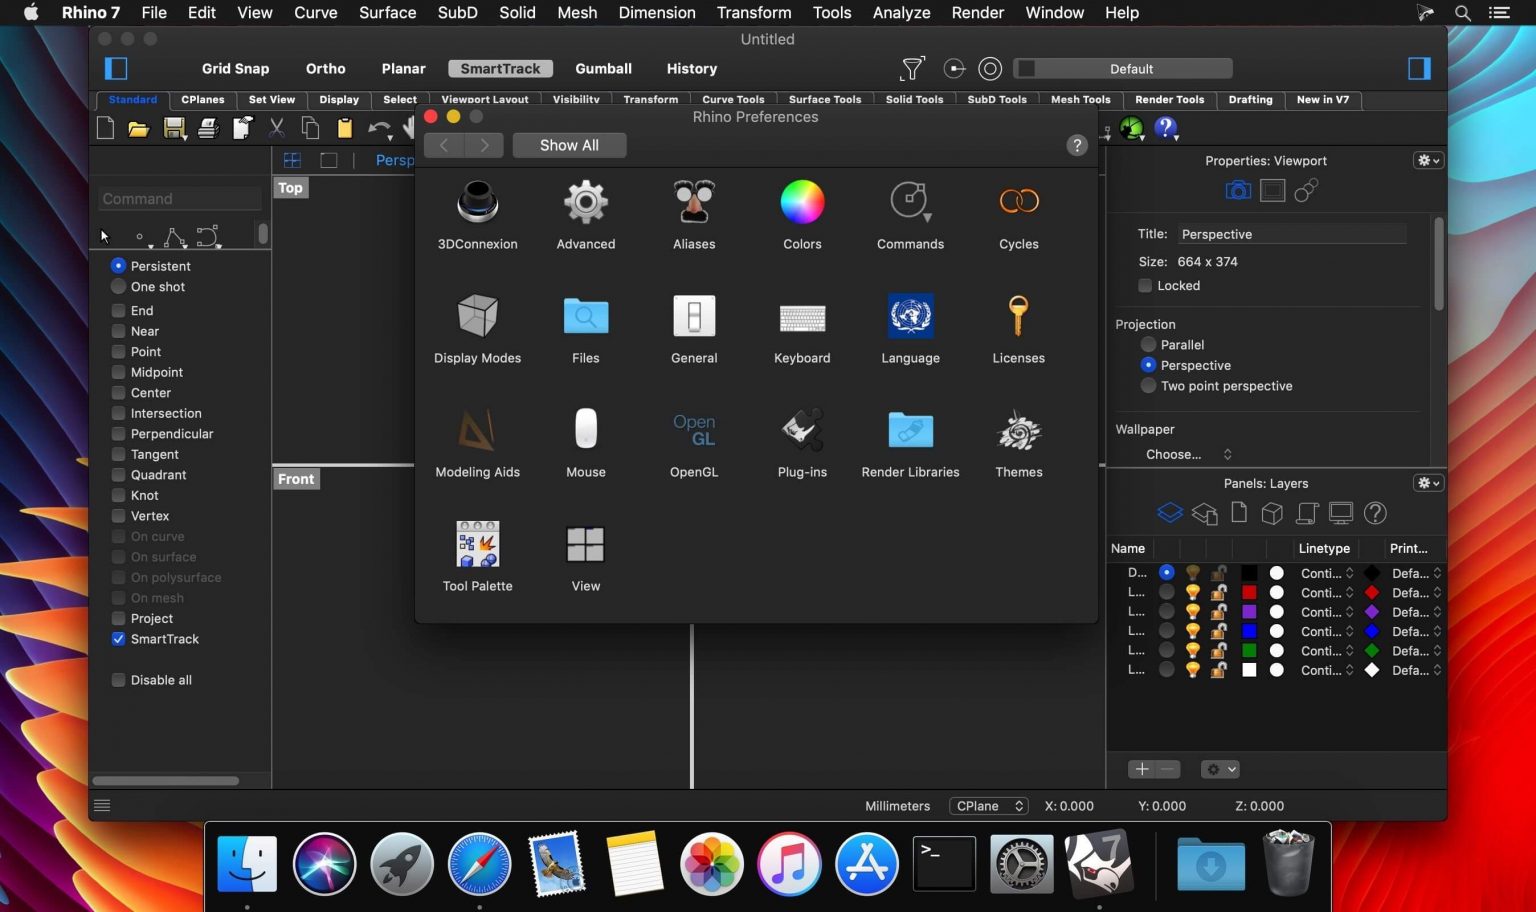 Rhino 7 File Edit View Curve Surface SubD Solid Mesh Dimension Transform Tools Analyze Render Window Help
Untitled
Grid Snap Ortho Planar SmartTrack Gumball History Default
Standard CPlanes Set View Display Select Viewport Layout Visibility Transform Curve Tools Surface Tools Solid Tools SubD Tools Mesh Tools Render Tools Drafting New in V7
Rhino Preferences
Show All
?
Persp
Top
Command
Persistent
One shot
End
Near
Point
Midpoint
Center
Intersection
Perpendicular
Tangent
Quadrant
Knot
Vertex
On curve
On surface
On polysurface
On mesh
Project
SmartTrack
Disable all
3DConnexion Advanced Aliases Colors Commands Cycles
Display Modes Files General Keyboard Language Licenses
Open
GL
Modeling Aids Mouse OpenGL Plug-ins Render Libraries Themes
Tool Palette View
Front
Properties: Viewport
Title: Perspective
Size: 664 x 374
Locked
Projection
Parallel
Perspective
Two point perspective
Wallpaper
Choose...
Panels: Layers
Name Linetype Print...
D... Conti... Defa...
L... Conti... Defa...
L... Conti... Defa...
L... Conti... Defa...
L... Conti... Defa...
L... Conti... Defa...
Millimeters CPlane X: 0.000 Y: 0.000 Z: 0.000
>_
7